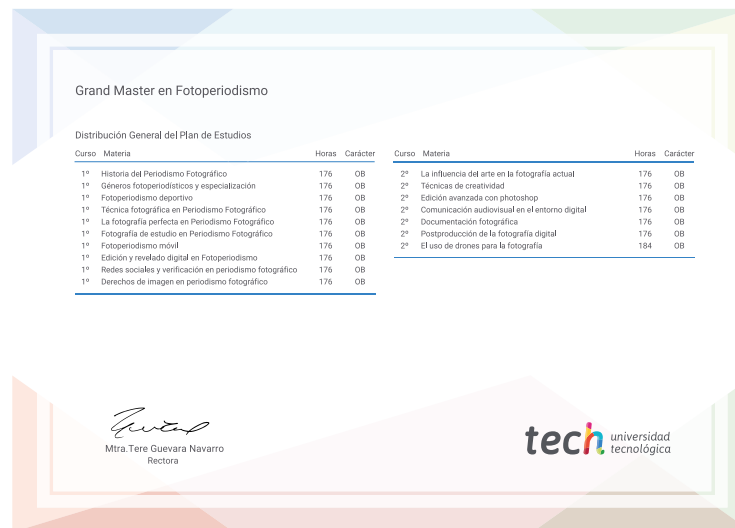 Grand Master en Fotoperiodismo
Distribución General del Plan de Estudios
Curso Materia Horas Carácter
1º Historia del Periodismo Fotográfico 176 OB
1º Géneros fotoperiodísticos y especialización 176 OB
1º Fotoperiodismo deportivo 176 OB
1º Técnica fotográfica en Periodismo Fotográfico 176 OB
1º La fotografía perfecta en Periodismo Fotográfico 176 OB
1º Fotografía de estudio en Periodismo Fotográfico 176 OB
1º Fotoperiodismo móvil 176 OB
1º Edición y revelado digital en Fotoperiodismo 176 OB
1º Redes sociales y verificación en periodismo fotográfico 176 OB
1º Derechos de imagen en periodismo fotográfico 176 OB
Curso Materia Horas Carácter
2º La influencia del arte en la fotografía actual 176 OB
2º Técnicas de creatividad 176 OB
2º Edición avanzada con photoshop 176 OB
2º Comunicación audiovisual en el entorno digital 176 OB
2º Documentación fotográfica 176 OB
2º Postproducción de la fotografía digital 176 OB
2º El uso de drones para la fotografía 184 OB
Mtra.Tere Guevara Navarro
Rectora
tech universidad
tecnológica